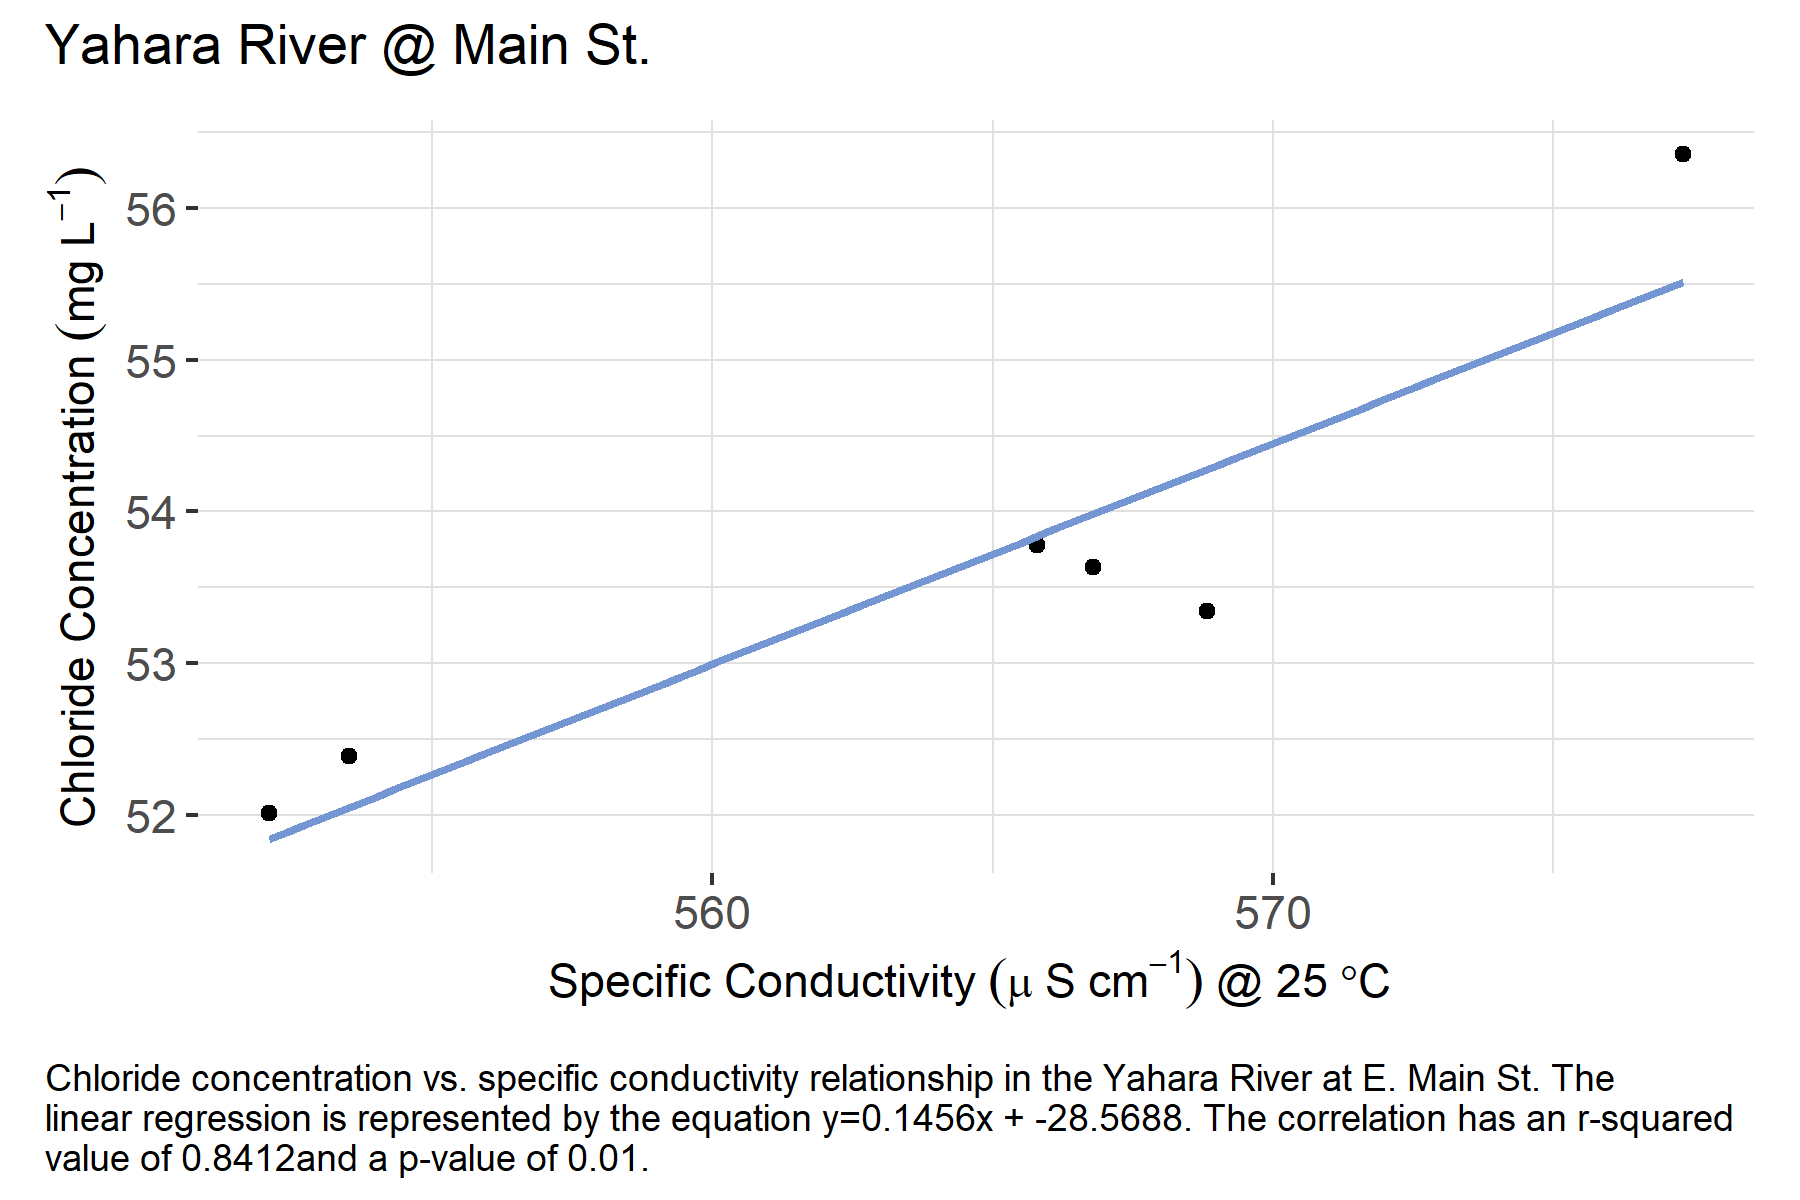 Yahara River @ Main St.
Chloride Concentration (mg L⁻¹)
56
55
54
53
52
560 570
Specific Conductivity (μ S cm⁻¹) @ 25 °C
Chloride concentration vs. specific conductivity relationship in the Yahara River at E. Main St. The
linear regression is represented by the equation y=0.1456x + -28.5688. The correlation has an r-squared
value of 0.8412and a p-value of 0.01.